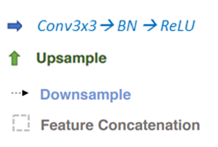 Conv3x3→BN→ReLU
Upsample
Downsample
Feature Concatenation